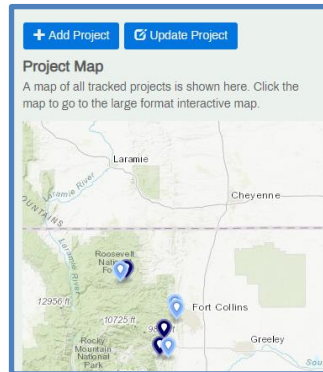 Add Project
Update Project
Project Map
A map of all tracked projects is shown here. Click the
map to go to the large format interactive map.
Laramie
Laramie River
Cheyenne
Laramie River
Roosevelt
12956 ft
10725 ft
Fort Collins
Rocky
Mountain
National
Park
Greeley